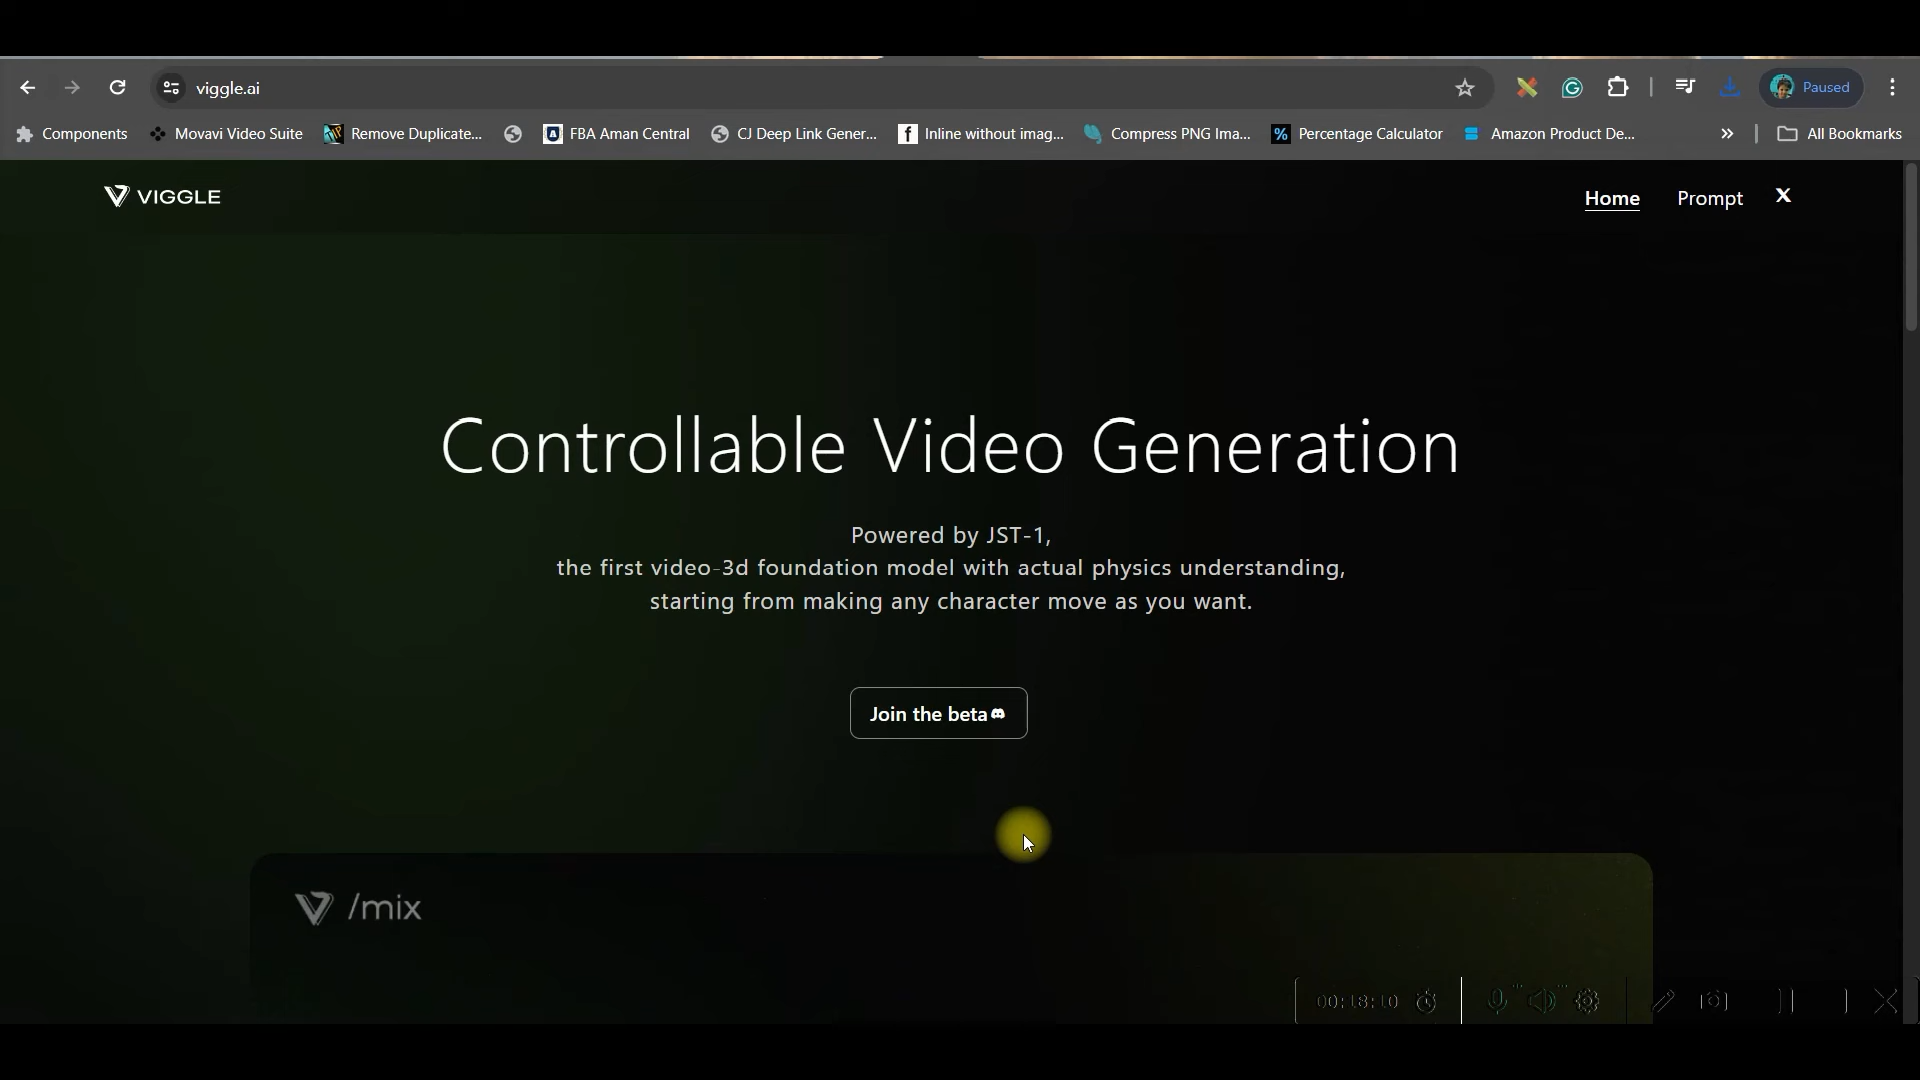 viggle.ai
Paused
Components
Movavi Video Suite
Remove Duplicate...
FBA Aman Central
CJ Deep Link Gener...
Inline without imag...
Compress PNG Ima...
Percentage Calculator
Amazon Product De...
All Bookmarks
VIGGLE
Home
Prompt
X
Controllable Video Generation
Powered by JST-1,
the first video-3d foundation model with actual physics understanding,
starting from making any character move as you want.
Join the beta
/mix
00:18:10